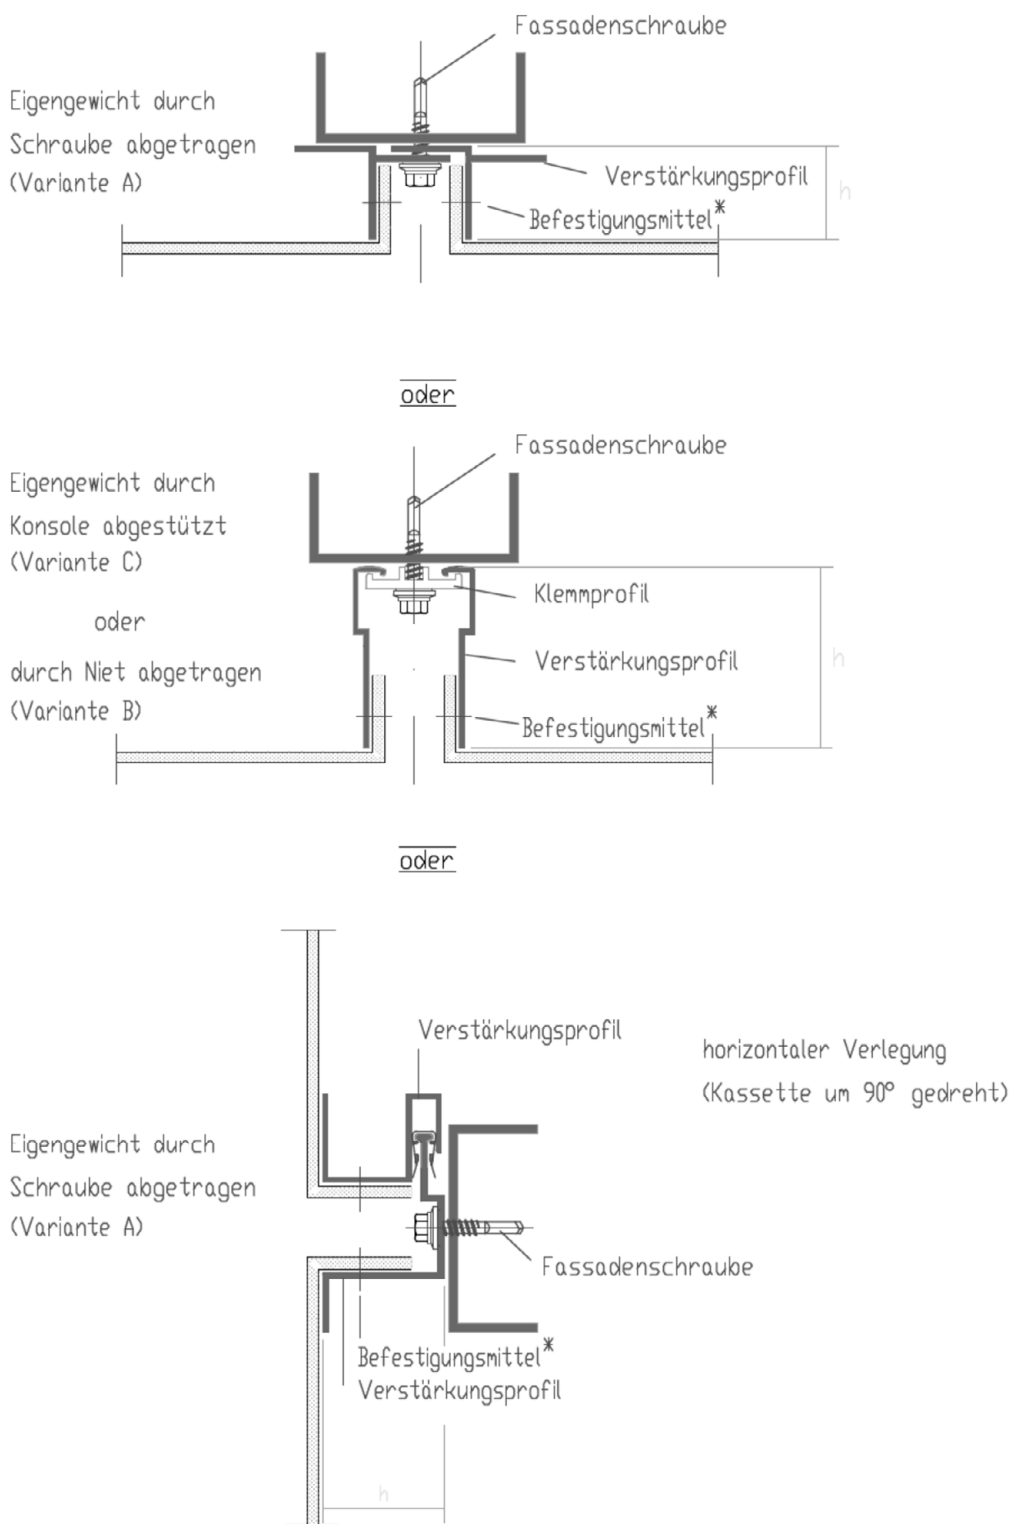 Fassadenschraube
Eigengewicht durch
Schraube abgetragen
(Variante A)
Verstärkungsprofil
h
Befestigungsmittel*
oder
Fassadenschraube
Eigengewicht durch
Konsole abgestützt
(Variante C)
Klemmprofil
oder
Verstärkungsprofil
h
durch Niet abgetragen
(Variante B)
Befestigungsmittel*
oder
Verstärkungsprofil
horizontaler Verlegung
(Kassette um 90° gedreht)
Eigengewicht durch
Schraube abgetragen
(Variante A)
Fassadenschraube
Befestigungsmittel*
Verstärkungsprofil
h